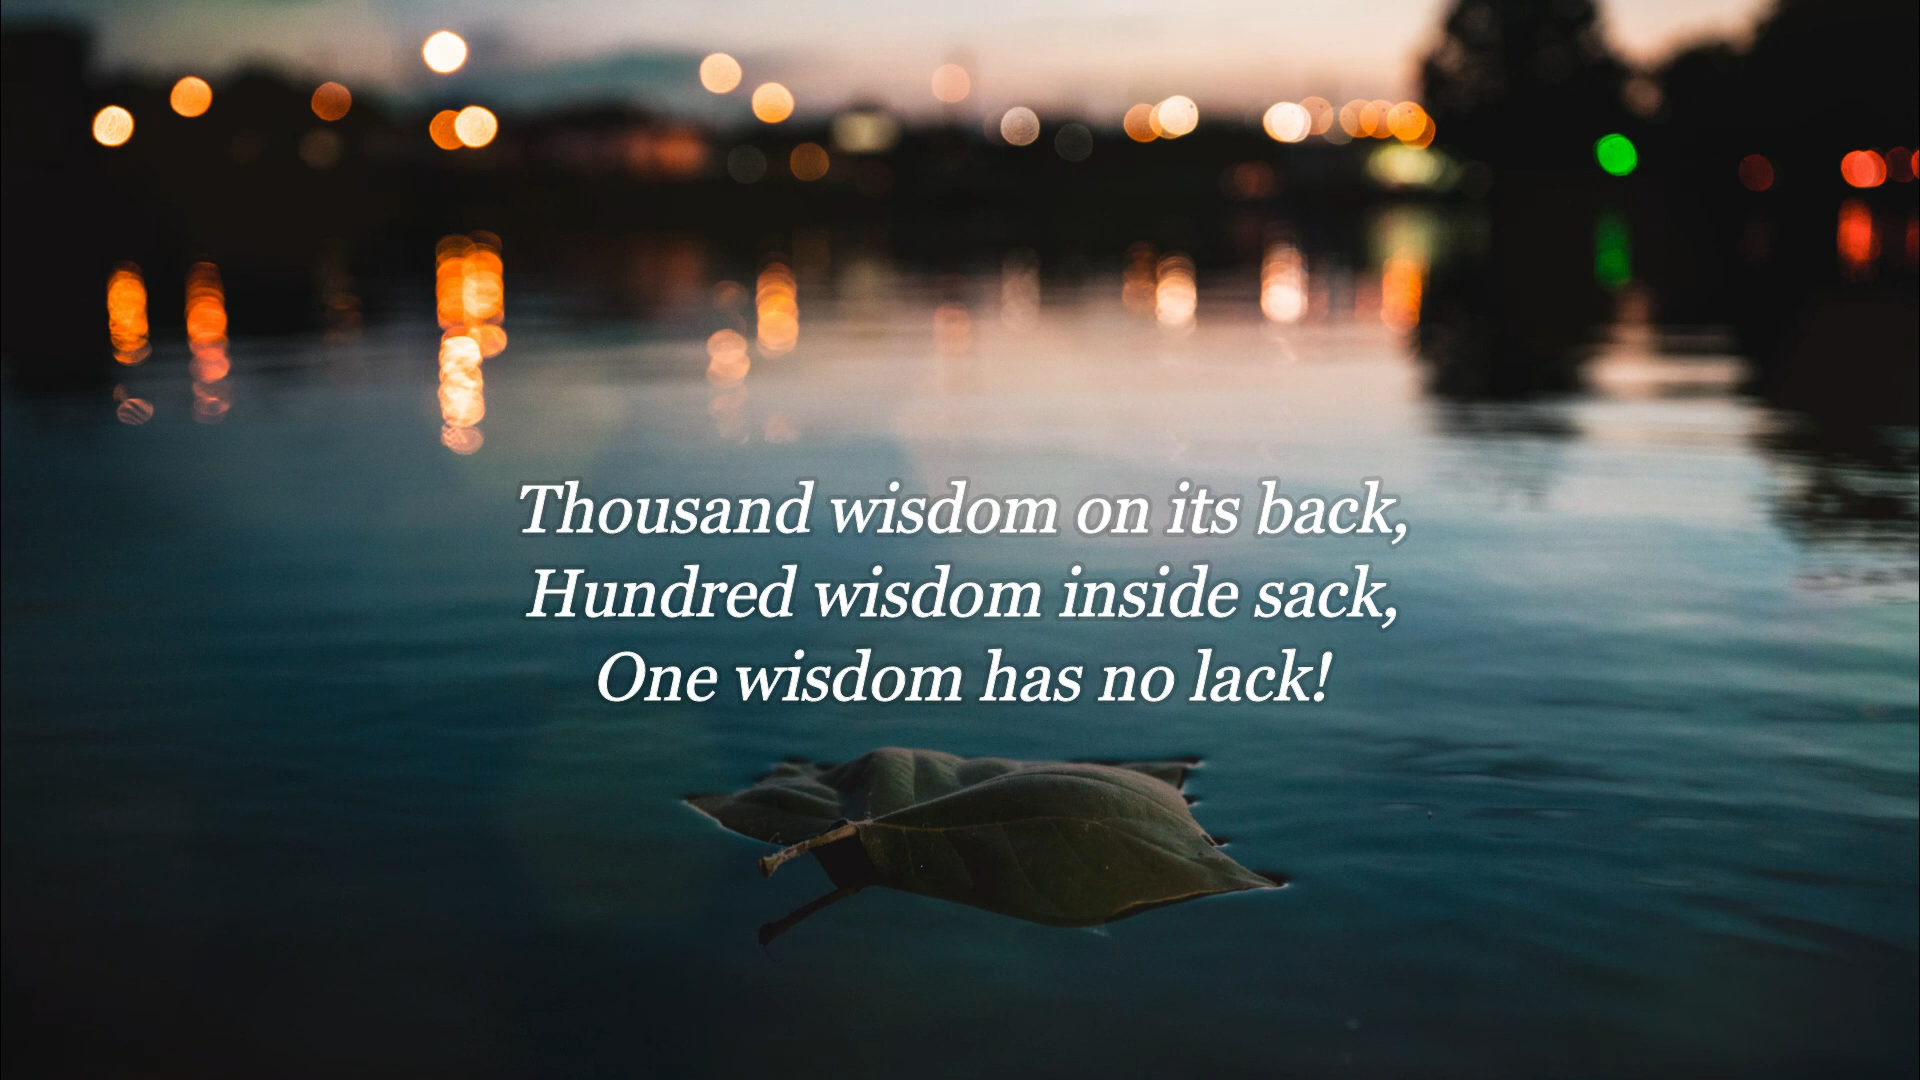 Thousand wisdom on its back,
Hundred wisdom inside sack,
One wisdom has no lack!